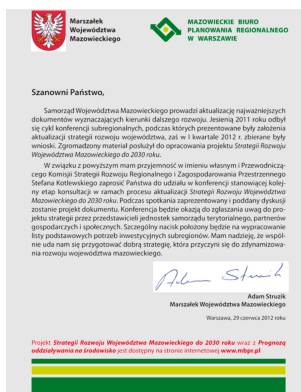 Marszałek
Województwa
Mazowieckiego
MAZOWIECKIE BIURO
PLANOWANIA REGIONALNEGO
W WARSZAWIE
Szanowni Państwo,
Samorząd Województwa Mazowieckiego prowadzi aktualizację najważniejszych
dokumentów wyznaczających kierunki dalszego rozwoju. Jesienią 2011 roku odbył
się cykl konferencji subregionalnych, podczas których prezentowane były założenia
aktualizacji strategii rozwoju województwa, zaś w I kwartale 2012 r. zbierane były
wnioski. Zgromadzony materiał posłużył do opracowania projektu Strategii Rozwoju
Województwa Mazowieckiego do 2030 roku.
W związku z powyższym mam przyjemność w imieniu własnym i Przewodniczą-
cego Komisji Strategii Rozwoju Regionalnego i Zagospodarowania Przestrzennego
Stefana Kotlewskiego zaprosić Państwa do udziału w konferencji stanowiącej kolej-
ny etap konsultacji w ramach procesu aktualizacji Strategii Rozwoju Województwa
Mazowieckiego do 2030 roku. Podczas spotkania zaprezentowany i poddany dyskusji
zostanie projekt dokumentu. Konferencja będzie okazją do zgłaszania uwag do pro-
jektu strategii przez przedstawicieli jednostek samorządu terytorialnego, partnerów
gospodarczych i społecznych. Szczególny nacisk położony będzie na wypracowanie
listy podstawowych potrzeb inwestycyjnych subregionów. Mam nadzieję, że wspól-
nie uda nam się przygotować dobrą strategię, która przyczyni się do zdynamizowa-
nia rozwoju województwa mazowieckiego.
Adam Struzik
Adam Struzik
Marszałek Województwa Mazowieckiego
Warszawa, 29 czerwca 2012 roku
Projekt Strategii Rozwoju Województwa Mazowieckiego do 2030 roku wraz z Prognozą
oddziaływania na środowisko jest dostępny na stronie internetowej www.mbpr.pl